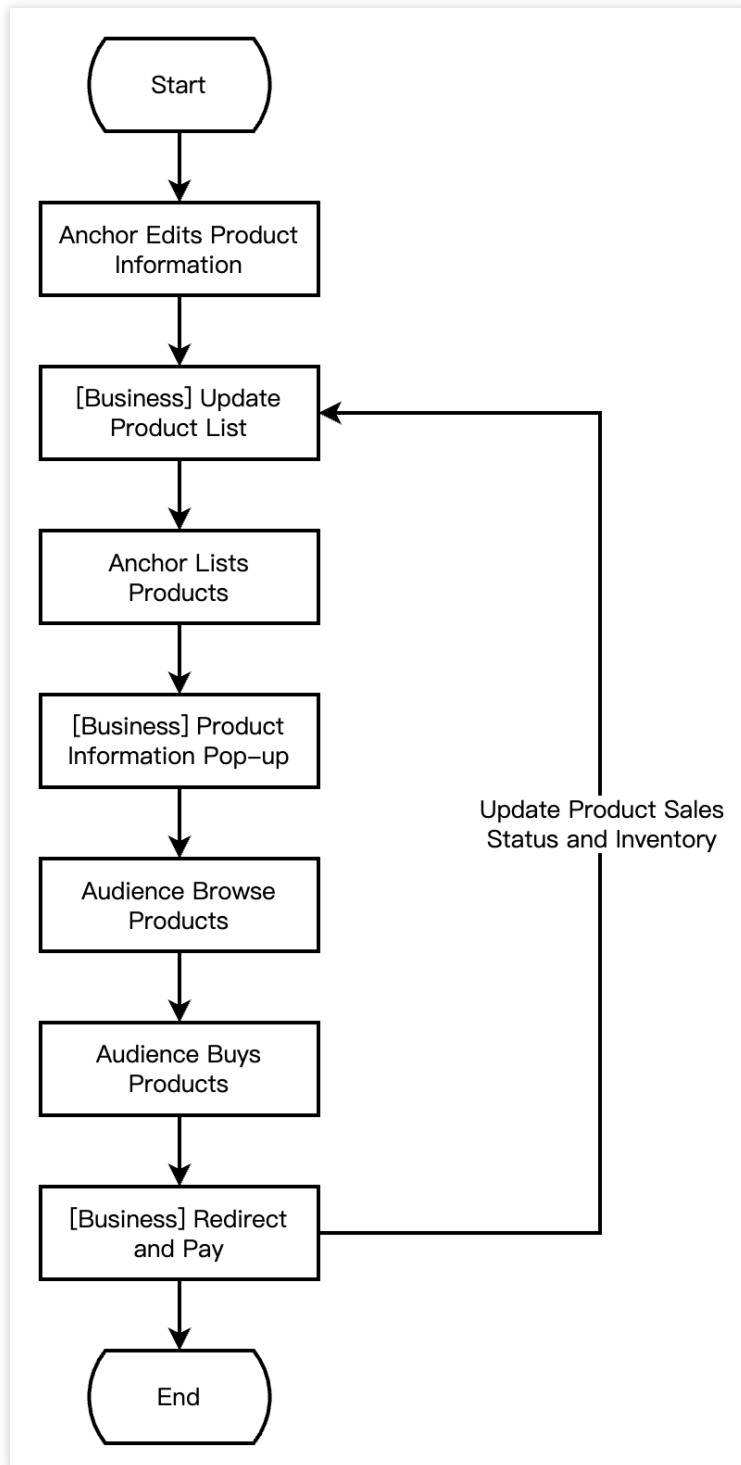 Start
Anchor Edits Product
Information
[Business] Update
Product List
Anchor Lists
Products
[Business] Product
Information Pop-up
Update Product Sales
Status and Inventory
Audience Browse
Products
Audience Buys
Products
[Business] Redirect
and Pay
End